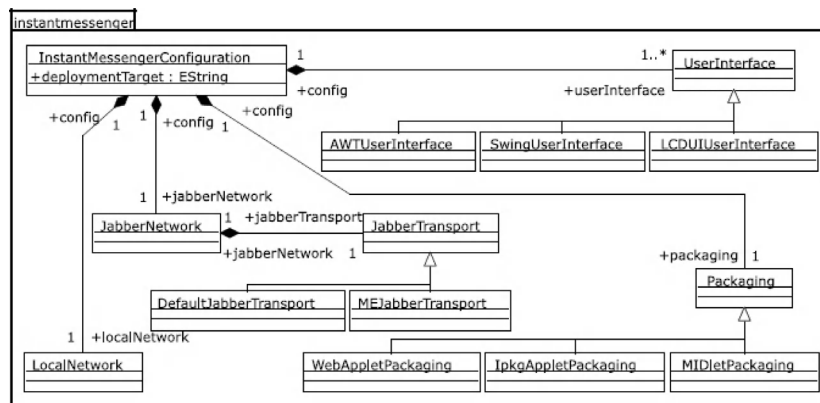 instantmessenger
InstantMessengerConfiguration
+deploymentTarget : EString
1
+config
1..*
+userInterface
UserInterface
+config
1
1
+config
1
+config
AWTUserInterface
SwingUserInterface
LCDUIUserInterface
1
+jabberNetwork
JabberNetwork
1
+jabberTransport
+jabberNetwork
1
JabberTransport
+packaging
1
Packaging
DefaultJabberTransport
MEJabberTransport
1
+localNetwork
LocalNetwork
WebAppletPackaging
IpkgAppletPackaging
MIDletPackaging